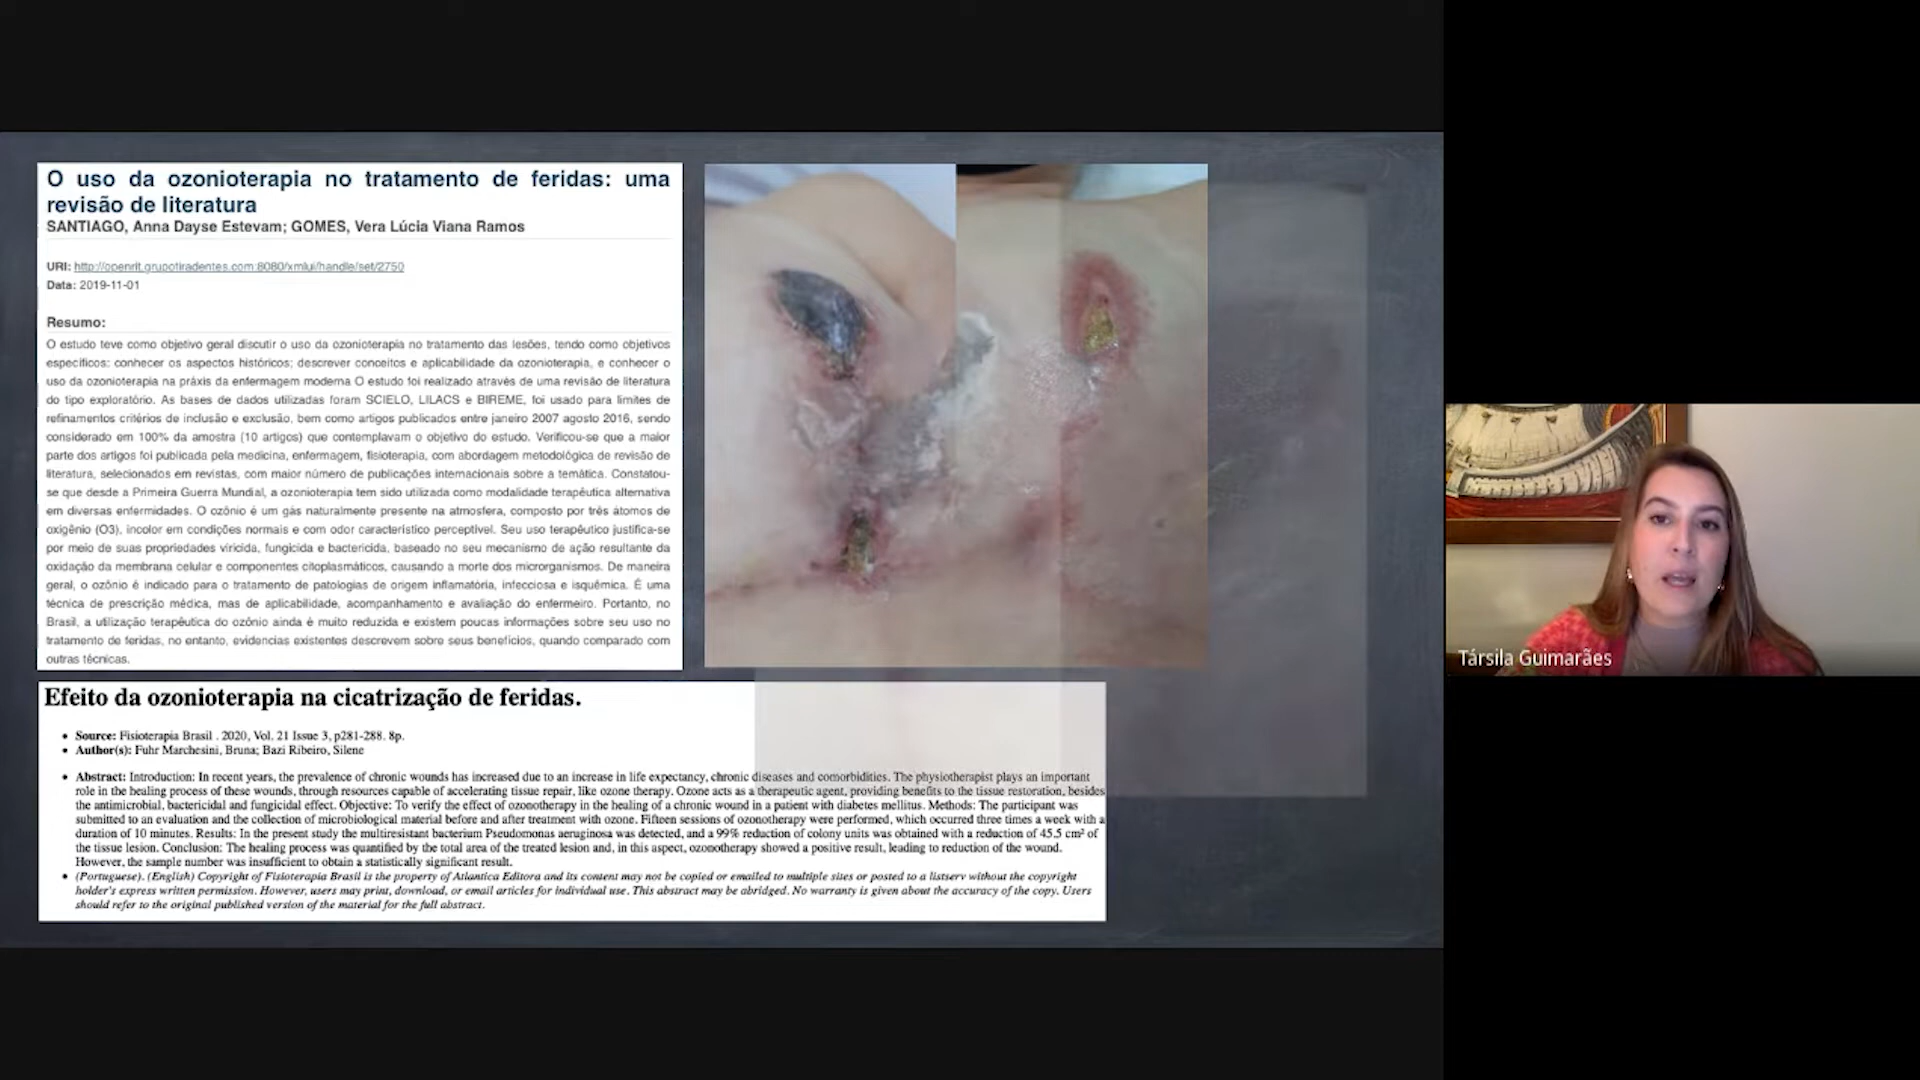 O uso da ozonioterapia no tratamento de feridas: uma
revisão de literatura
SANTIAGO, Anna Dayse Estevam; GOMES, Vera Lúcia Viana Ramos
URI: http://openrit.grupotiradentes.com:8080/xmlui/handle/set/2750
Data: 2019-11-01
Resumo:
O estudo teve como objetivo geral discutir o uso da ozonioterapia no tratamento das lesões, tendo como objetivos
específicos: conhecer os aspectos históricos; descrever conceitos e aplicabilidade da ozonioterapia, e conhecer o
uso da ozonioterapia na práxis da enfermagem moderna O estudo foi realizado através de uma revisão de literatura
do tipo exploratório. As bases de dados utilizadas foram SCIELO, LILACS e BIREME, foi usado para limites de
refinamentos critérios de inclusão e exclusão, bem como artigos publicados entre janeiro 2007 agosto 2016, sendo
considerado em 100% da amostra (10 artigos) que contemplavam o objetivo do estudo. Verificou-se que a maior
parte dos artigos foi publicada pela medicina, enfermagem, fisioterapia, com abordagem metodológica de revisão de
literatura, selecionados em revistas, com maior número de publicações internacionais sobre a temática. Constatou-
se que desde a Primeira Guerra Mundial, a ozonioterapia tem sido utilizada como modalidade terapêutica alternativa
em diversas enfermidades. O ozônio é um gás naturalmente presente na atmosfera, composto por três átomos de
oxigênio (O3), incolor em condições normais e com odor característico perceptível. Seu uso terapêutico justifica-se
por meio de suas propriedades viricida, fungicida e bactericida, baseado no seu mecanismo de ação resultante da
oxidação da membrana celular e componentes citoplasmáticos, causando a morte dos microrganismos. De maneira
geral, o ozônio é indicado para o tratamento de patologias de origem inflamatória, infecciosa e isquêmica. É uma
técnica de prescrição médica, mas de aplicabilidade, acompanhamento e avaliação do enfermeiro. Portanto, no
Brasil, a utilização terapêutica do ozônio ainda é muito reduzida e existem poucas informações sobre seu uso no
tratamento de feridas, no entanto, evidencias existentes descrevem sobre seus benefícios, quando comparado com
outras técnicas.
Efeito da ozonioterapia na cicatrização de feridas.
• Source: Fisioterapia Brasil . 2020, Vol. 21 Issue 3, p281-288. 8p.
• Author(s): Fuhr Marchesini, Bruna; Bazi Ribeiro, Silene
• Abstract: Introduction: In recent years, the prevalence of chronic wounds has increased due to an increase in life expectancy, chronic diseases and comorbidities. The physiotherapist plays an important
role in the healing process of these wounds, through resources capable of accelerating tissue repair, like ozone therapy. Ozone acts as a therapeutic agent, providing benefits to the tissue restoration, besides
the antimicrobial, bactericidal and fungicidal effect. Objective: To verify the effect of ozonotherapy in the healing of a chronic wound in a patient with diabetes mellitus. Methods: The participant was
submitted to an evaluation and the collection of microbiological material before and after treatment with ozone. Fifteen sessions of ozonotherapy were performed, which occurred three times a week with a
duration of 10 minutes. Results: In the present study the multiresistant bacterium Pseudomonas aeruginosa was detected, and a 99% reduction of colony units was obtained with a reduction of 45.5 cm² of
the tissue lesion. Conclusion: The healing process was quantified by the total area of the treated lesion and, in this aspect, ozonotherapy showed a positive result, leading to reduction of the wound.
However, the sample number was insufficient to obtain a statistically significant result.
• (Portuguese). (English) Copyright of Fisioterapia Brasil is the property of Atlantica Editora and its content may not be copied or emailed to multiple sites or posted to a listserv without the copyright
holder's express written permission. However, users may print, download, or email articles for individual use. This abstract may be abridged. No warranty is given about the accuracy of the copy. Users
should refer to the original published version of the material for the full abstract.
Társila Guimarães